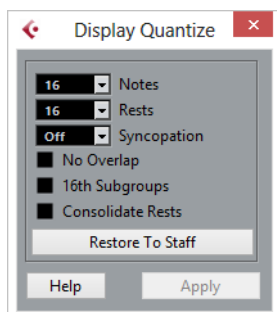 Display Quantize
16 Notes
16 Rests
Off Syncopation
No Overlap
16th Subgroups
Consolidate Rests
Restore To Staff
Help Apply